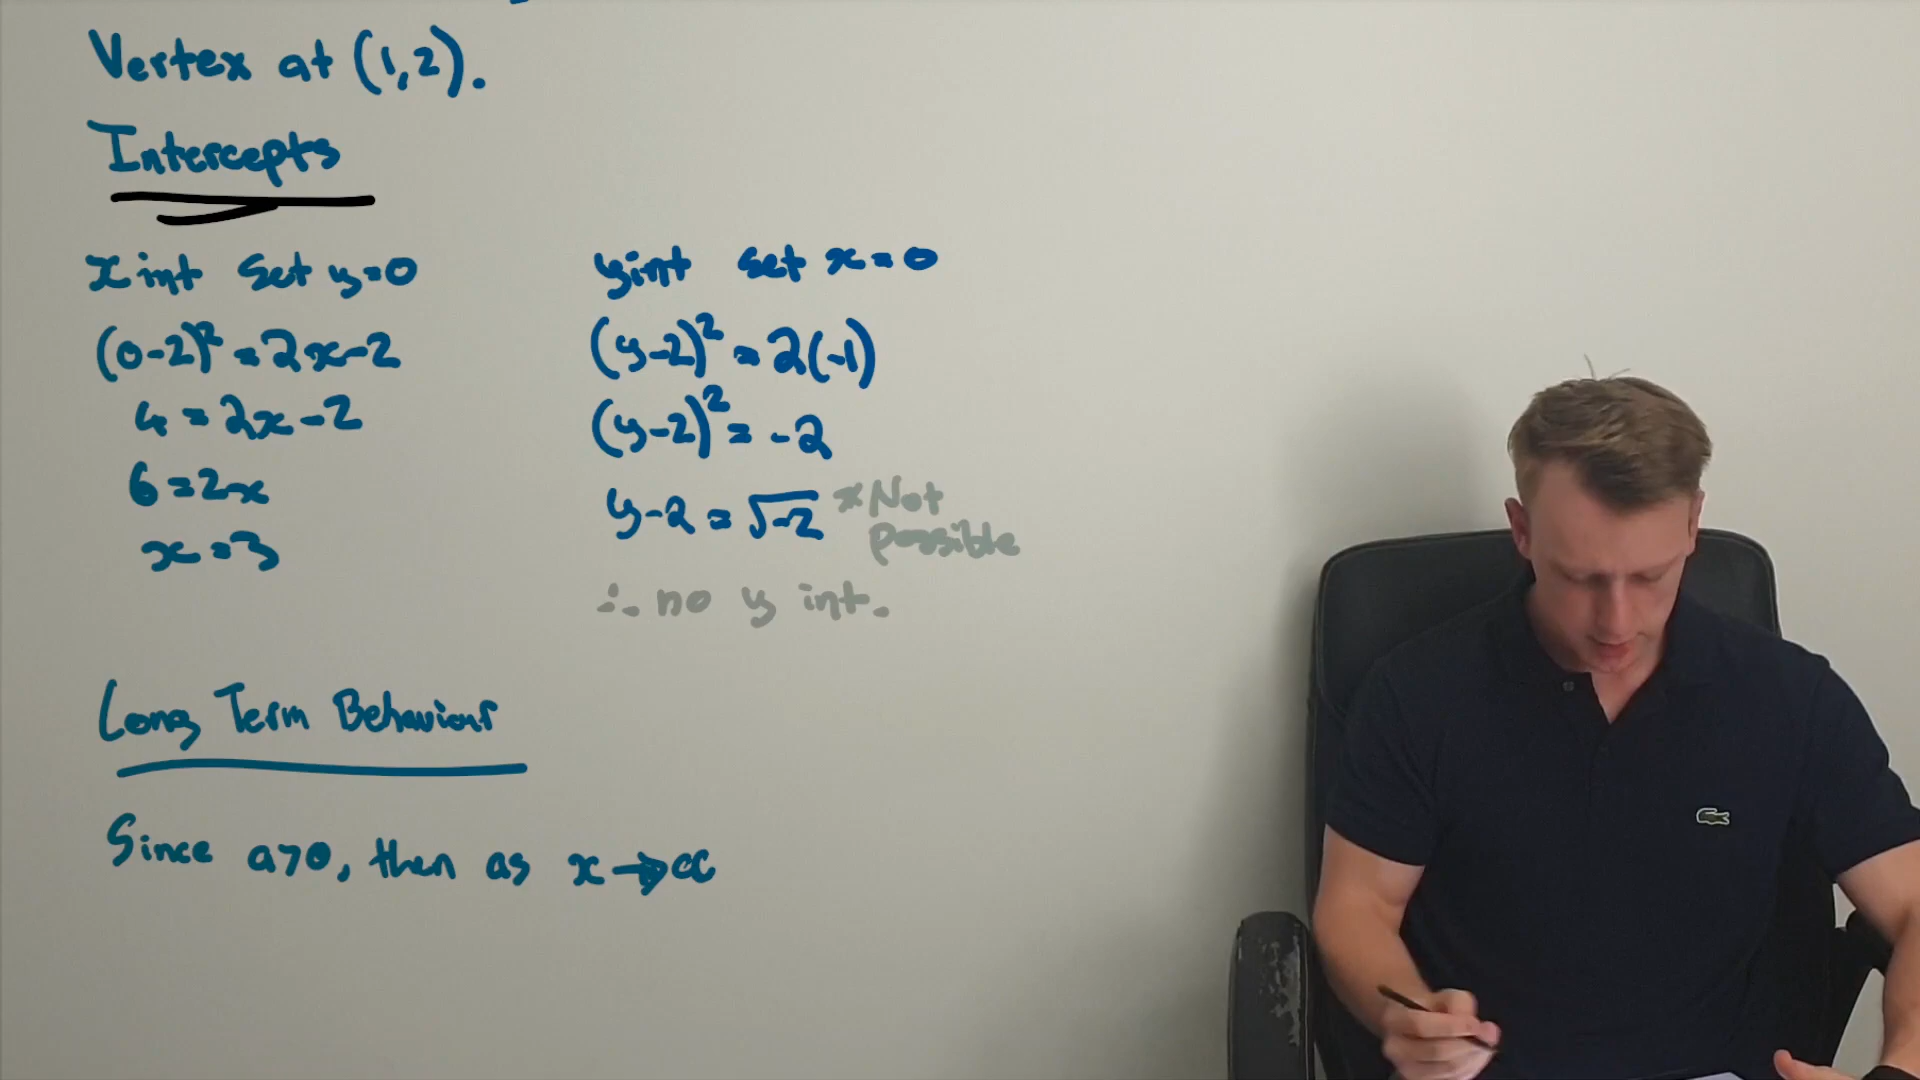 Vertex at (1,2).
Intercepts
x int set y=0
(0-2)²=2x-2
4=2x-2
6=2x
x=3
yint set x=0
(y-2)²=2(-1)
(y-2)²=-2
y-2=√-2 *Not
possible
∴ no y int.
Long Term Behaviour
Since a>0, then as x→∞